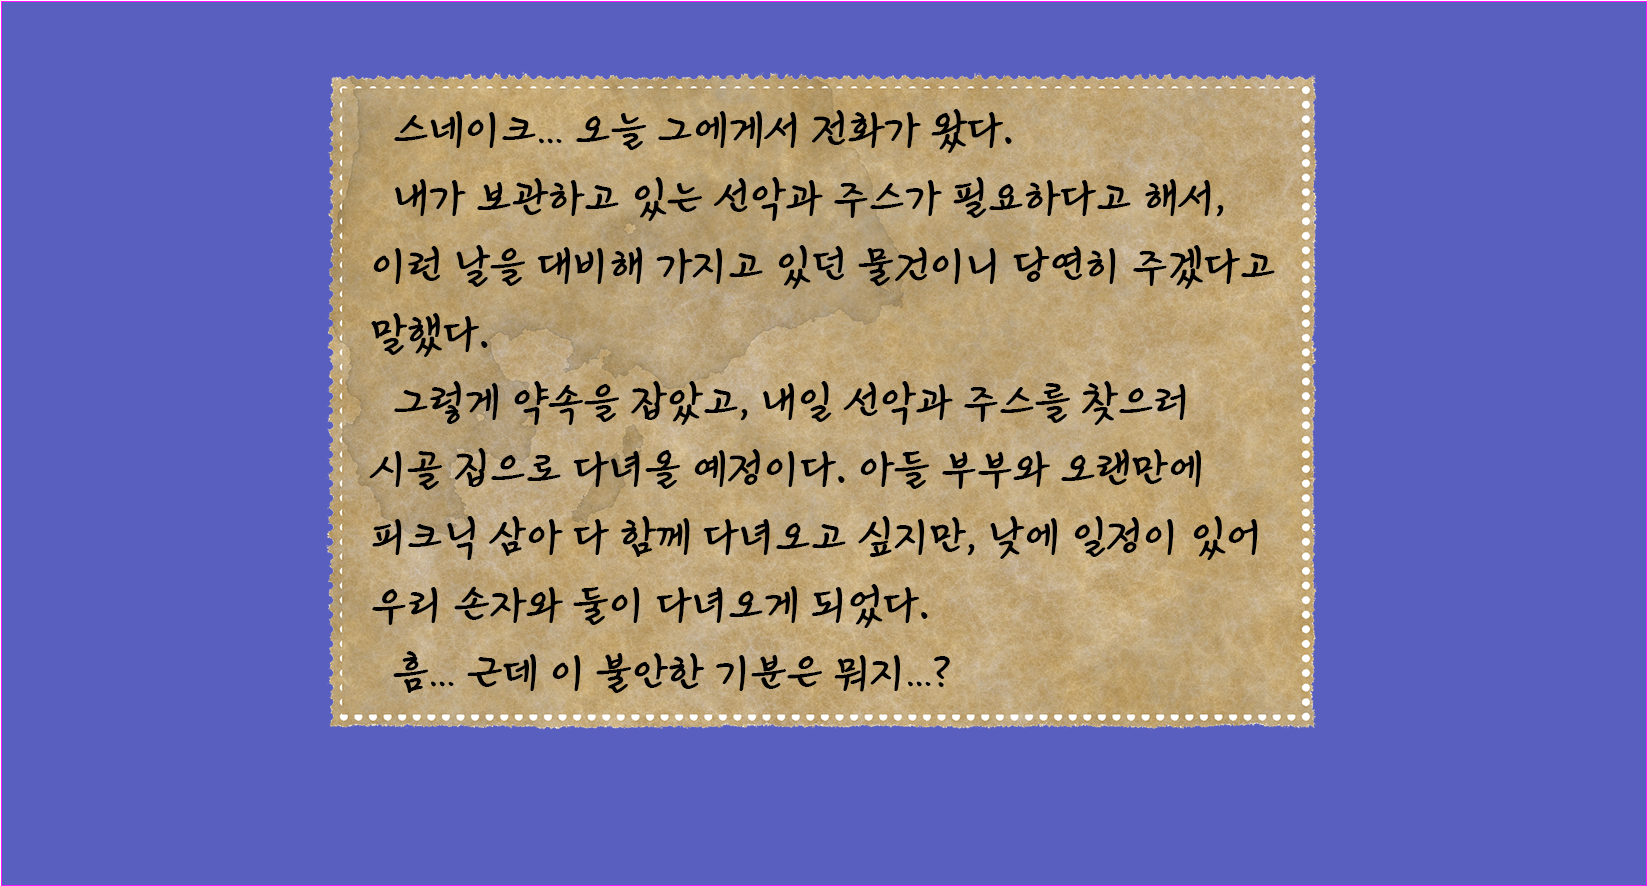 스네이크... 오늘 그에게서 전화가 왔다.
내가 보관하고 있는 선악과 주스가 필요하다고 해서,
이런 날을 대비해 가지고 있던 물건이니 당연히 주겠다고
말했다.
그렇게 약속을 잡았고, 내일 선악과 주스를 찾으러
시골 집으로 다녀올 예정이다. 아들 부부와 오랜만에
피크닉 삼아 다 함께 다녀오고 싶지만, 낮에 일정이 있어
우리 손자와 둘이 다녀오게 되었다.
흠... 근데 이 불안한 기분은 뭐지...?